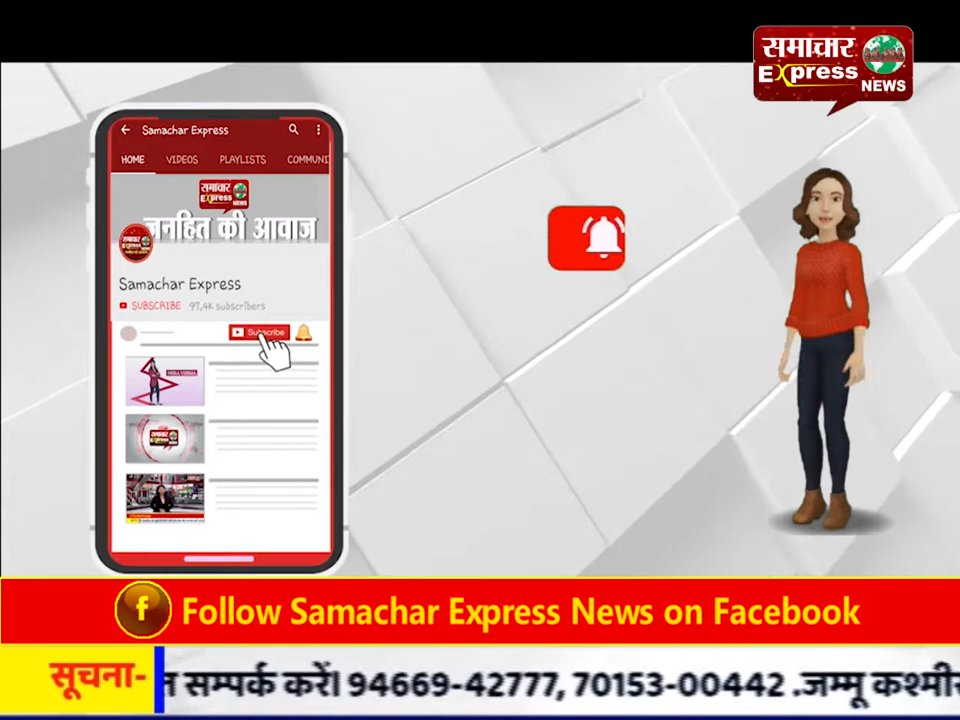 समाचार
Express
NEWS
Samachar Express
HOME VIDEOS PLAYLISTS COMMUNI
समाचार
Express
NEWS
जनहित की आवाज
Samachar Express
SUBSCRIBE 97.4K subscribers
Subscribe
Follow Samachar Express News on Facebook
सूचना- त सम्पर्क करें। 94669-42777, 70153-00442 .जम्मू कश्मीर